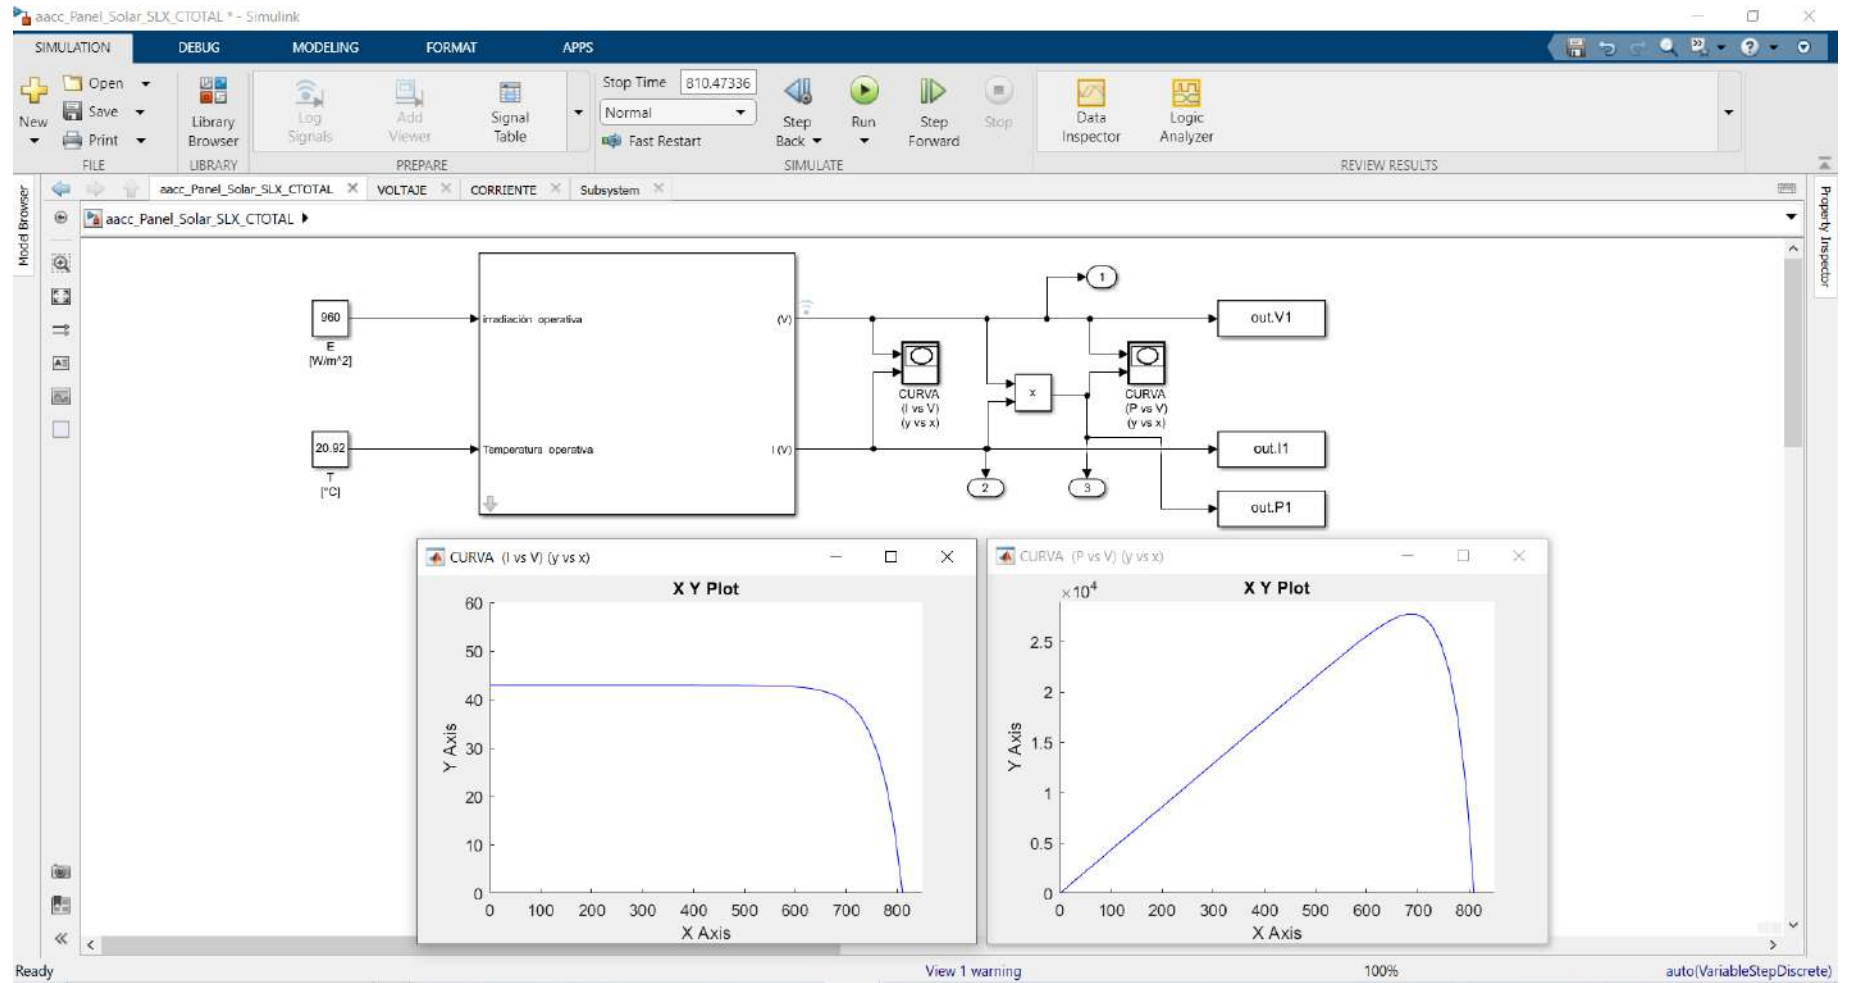 aacc_Panel_Solar_SLX_CTOTAL * - Simulink
SIMULATION DEBUG MODELING FORMAT APPS
New
Open
Save
Print
FILE
Library Browser
LIBRARY
Log Signals
Add Viewer
Signal Table
PREPARE
Stop Time 810.47336
Normal
Fast Restart
Step Back
Run
Step Forward
Stop
SIMULATE
Data Inspector
Logic Analyzer
REVIEW RESULTS
Model Browser
Property Inspector
aacc_Panel_Solar_SLX_CTOTAL VOLTAJE CORRIENTE Subsystem
aacc_Panel_Solar_SLX_CTOTAL
960
E
[W/m^2]
20.92
T
[°C]
irradiación operativa
Temperatura operativa
(V)
I (V)
CURVA
(I vs V)
(y vs x)
x
CURVA
(P vs V)
(y vs x)
1
2
3
out.V1
out.I1
out.P1
CURVA (I vs V) (y vs x)
X Y Plot
Y Axis
60
50
40
30
20
10
0
0 100 200 300 400 500 600 700 800
X Axis
CURVA (P vs V) (y vs x)
X Y Plot
×10^4
Y Axis
2.5
2
1.5
1
0.5
0
0 100 200 300 400 500 600 700 800
X Axis
Ready
View 1 warning
100%
auto(VariableStepDiscrete)